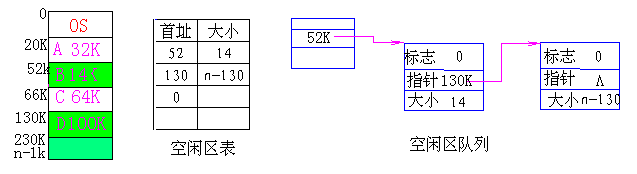 0
OS
20K
A 32K
52k
B 14K
66K
C 64K
130K
D100K
230K
n-1k
首址 大小
52 14
130 n-130
0
空闲区表
52K
标志 0
指针 130K
大小 14
标志 0
指针 Λ
大小 n-130
空闲区队列